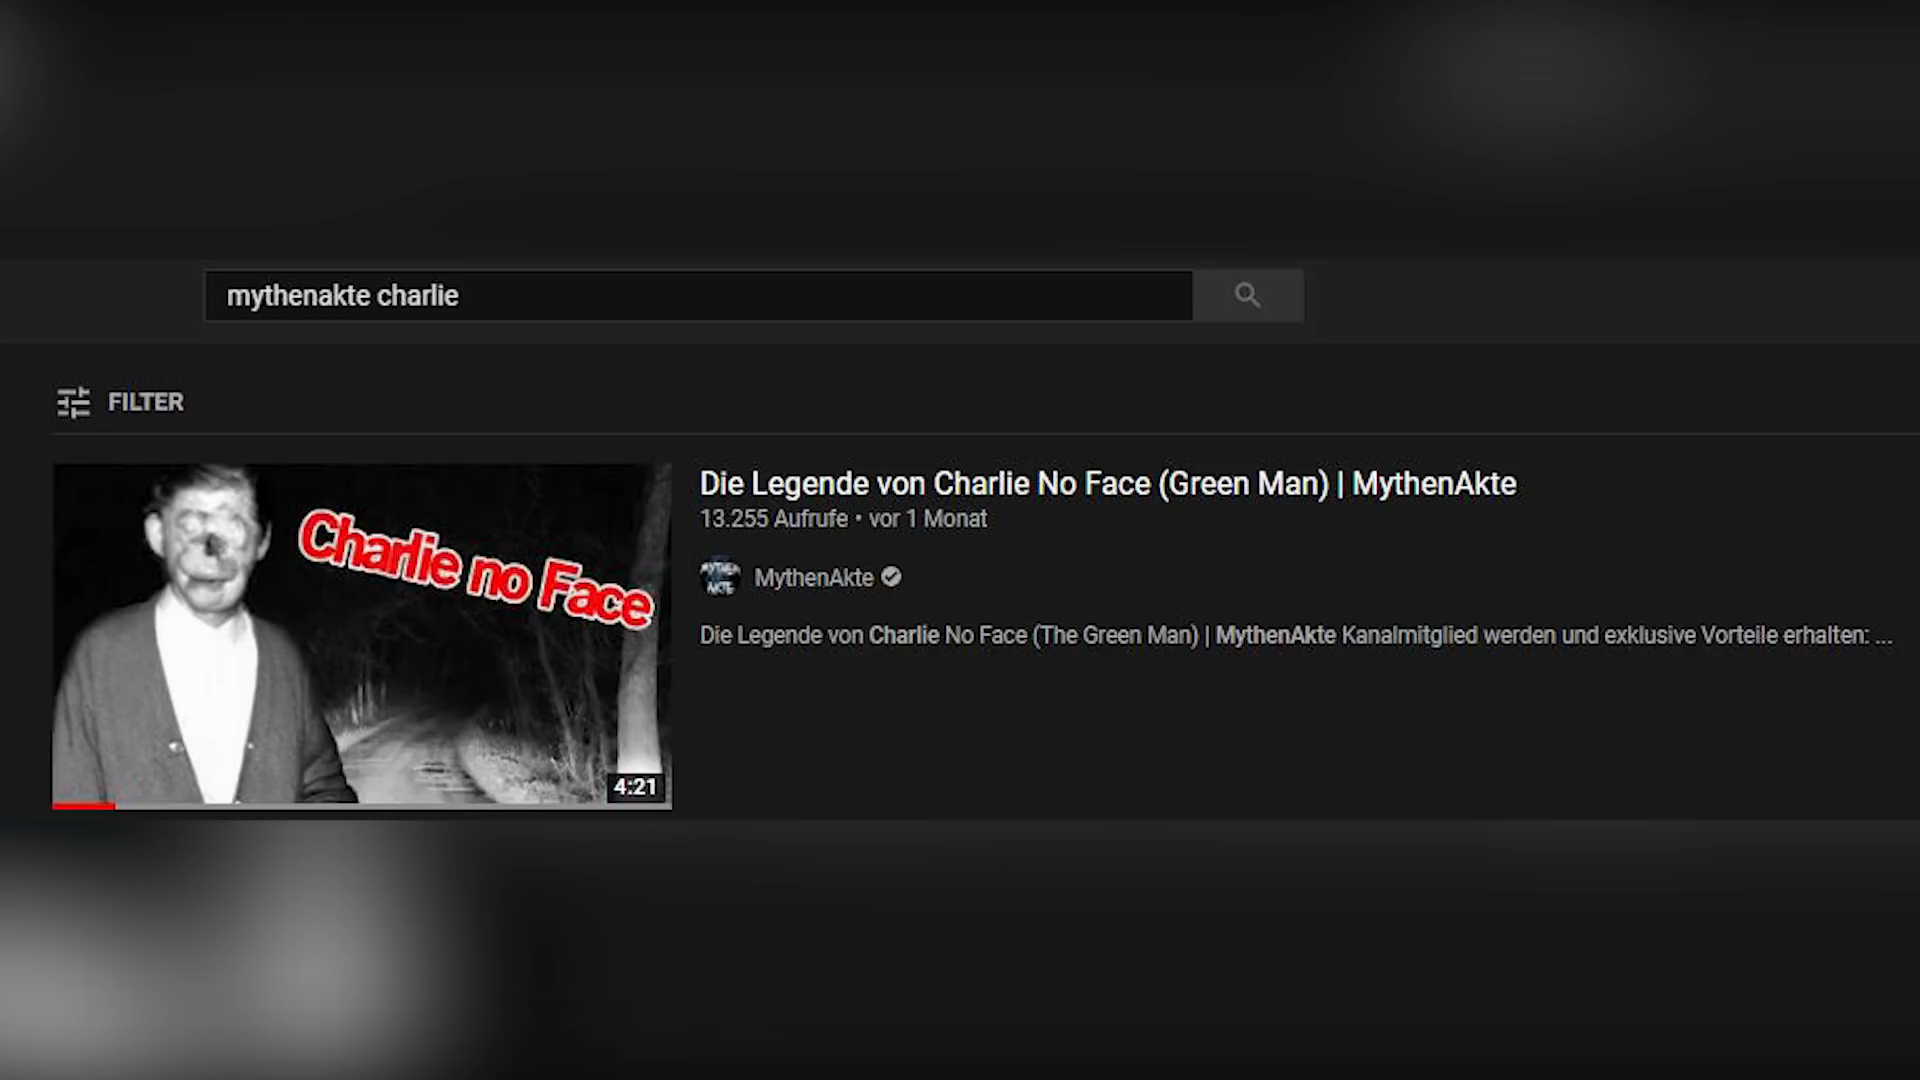 mythenakte charlie
FILTER
Charlie no Face
4:21
Die Legende von Charlie No Face (Green Man) | MythenAkte
13.255 Aufrufe • vor 1 Monat
MYTHEN
AKTE
MythenAkte
Die Legende von Charlie No Face (The Green Man) | MythenAkte Kanalmitglied werden und exklusive Vorteile erhalten: ...